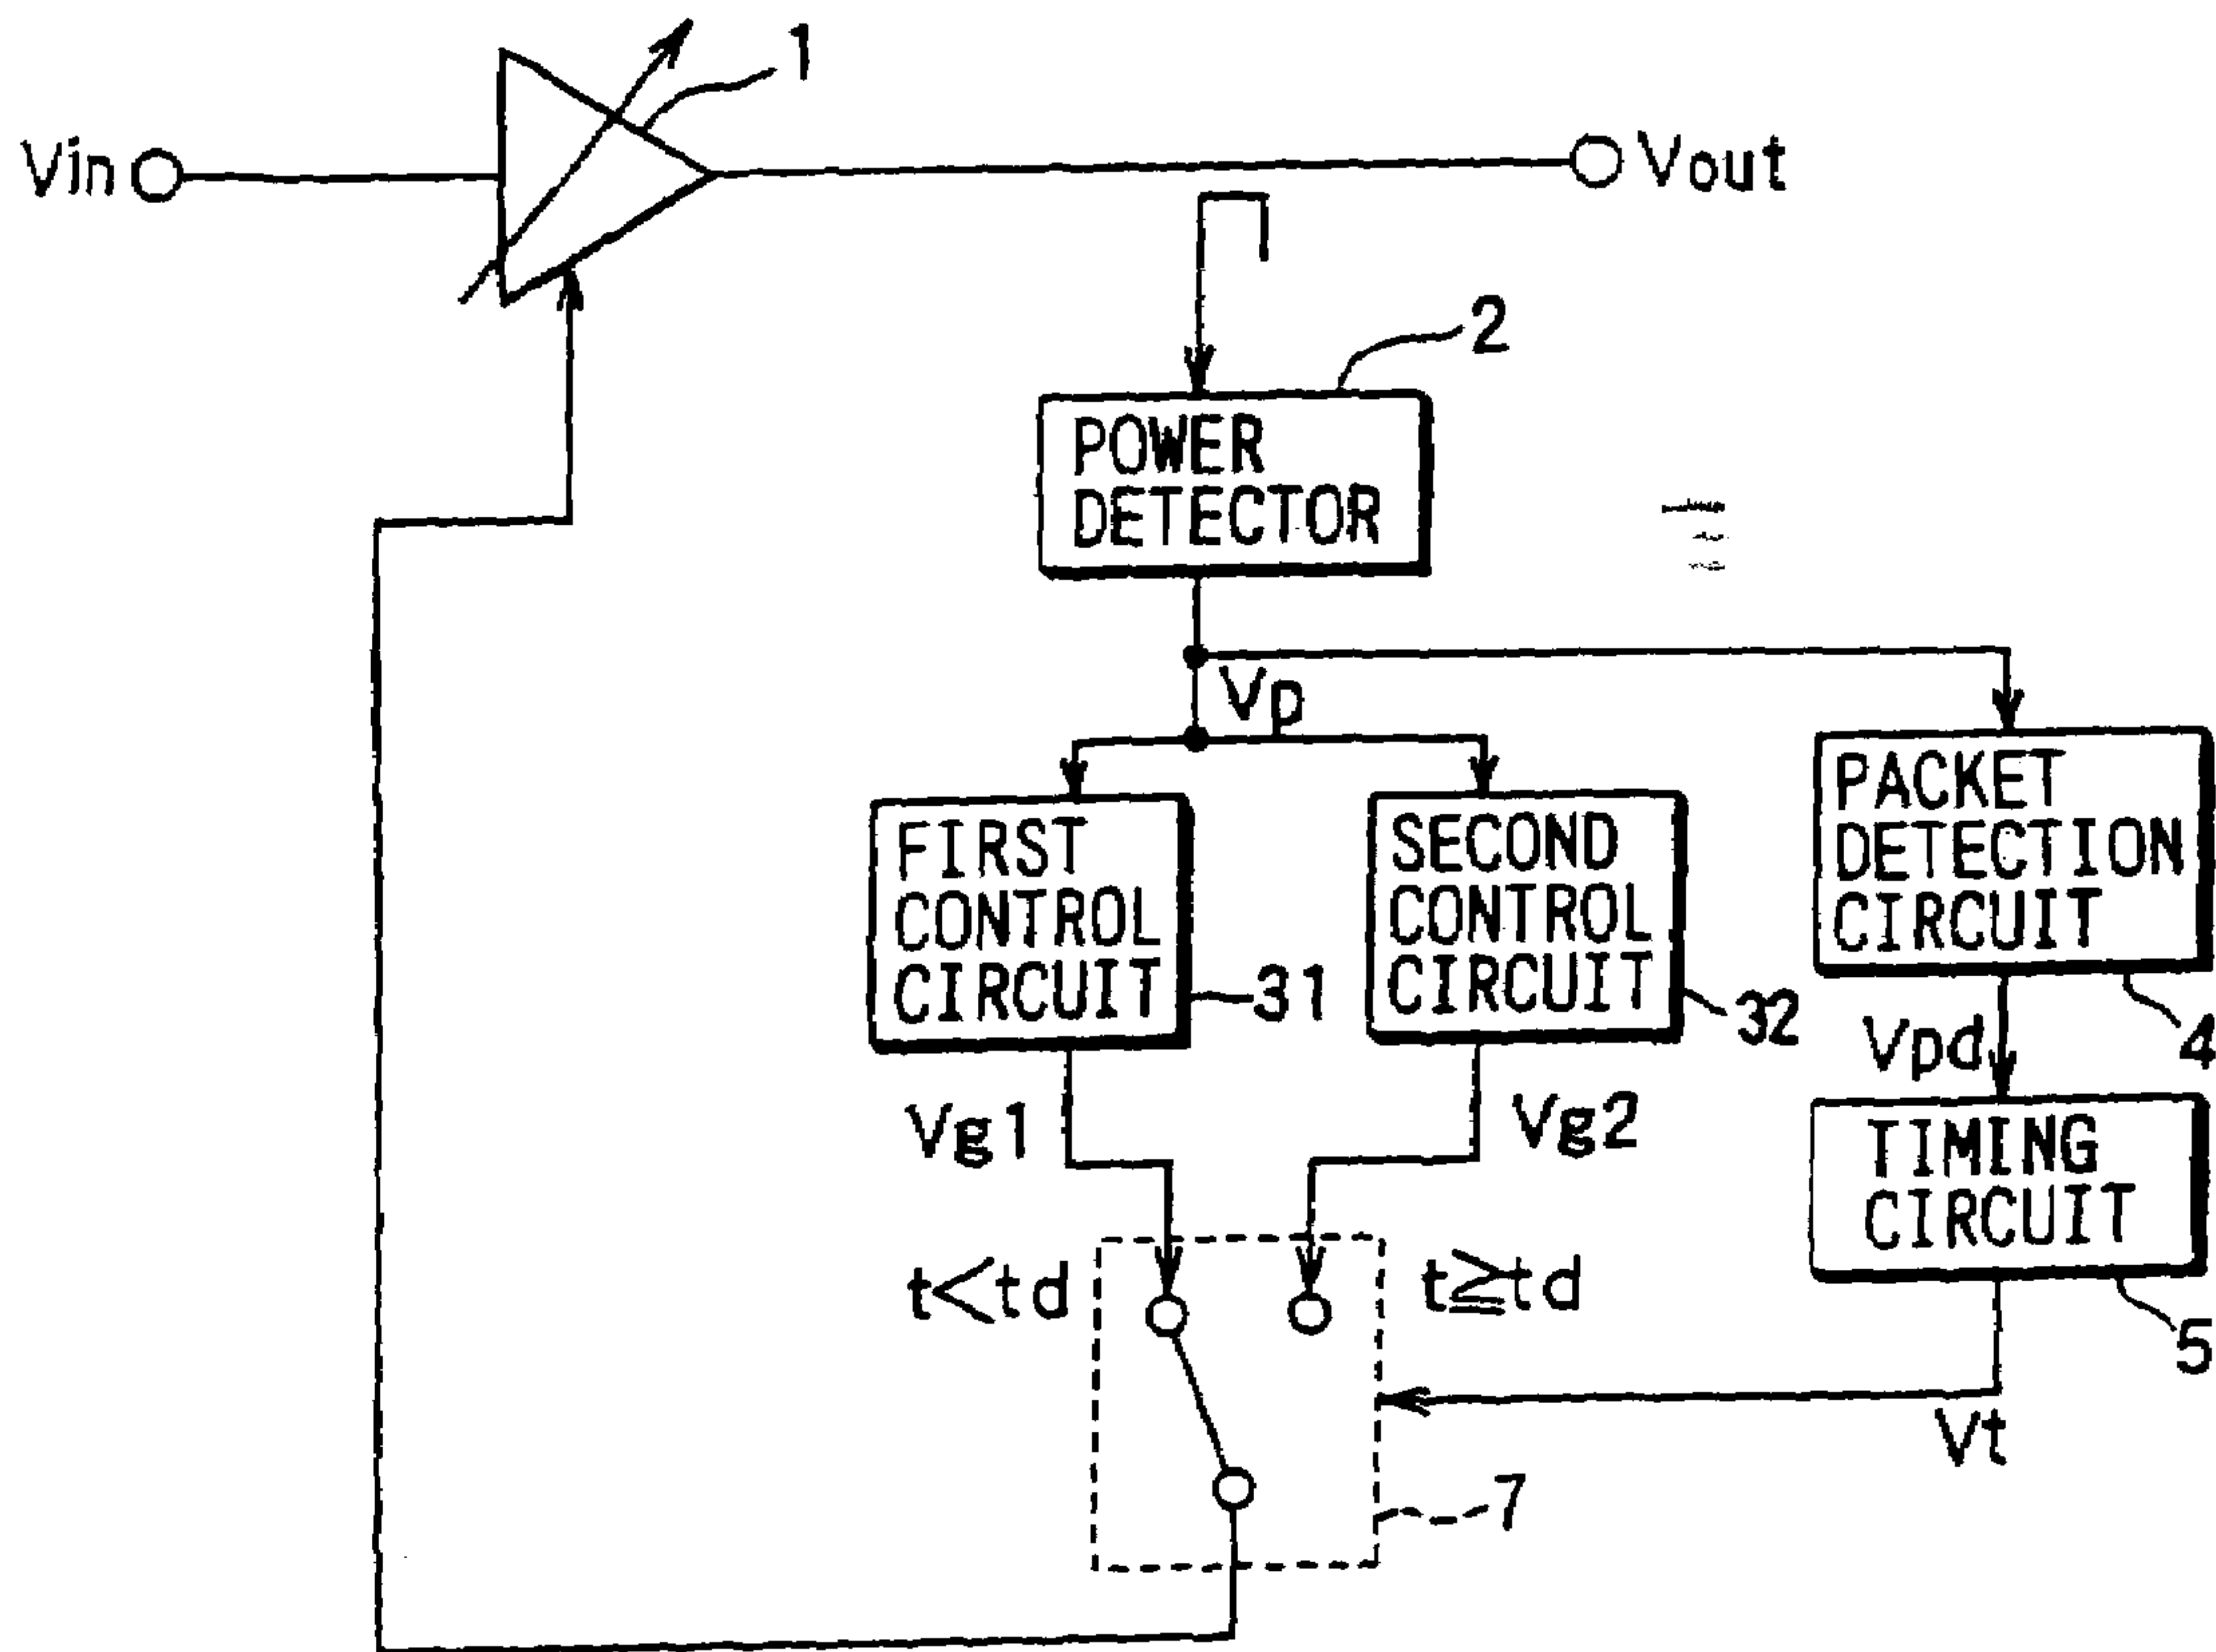 1
Vin
Vout
2
POWER
DETECTOR
Vp
FIRST
CONTROL
CIRCUIT
31
SECOND
CONTROL
CIRCUIT
32
PACKET
DETECTION
CIRCUIT
4
Vpd
Vg1
Vg2
TIMING
CIRCUIT
5
t<td
t≧td
Vt
7